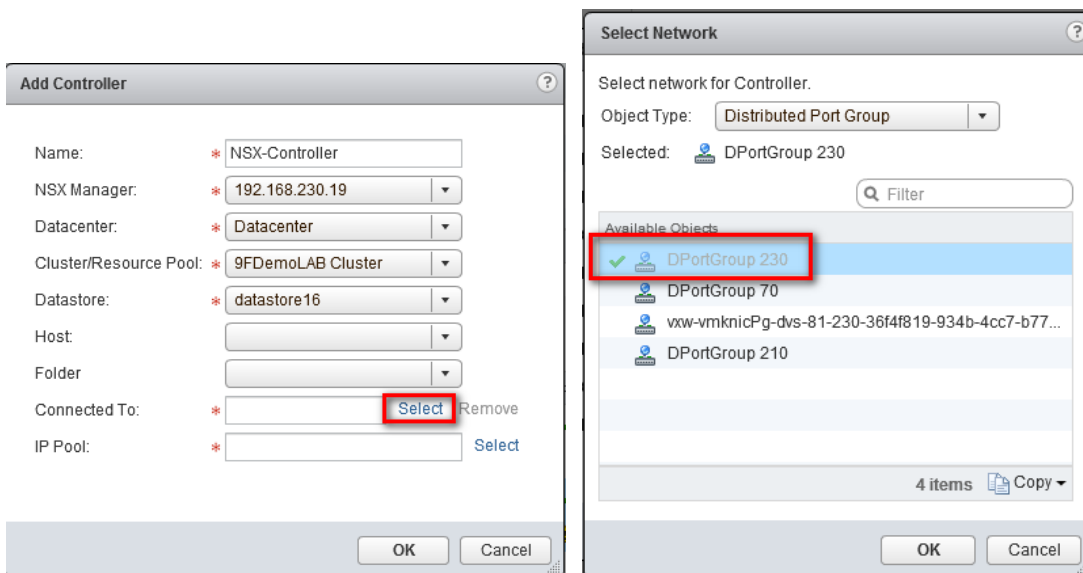 Add Controller
?
Name: * NSX-Controller
NSX Manager: * 192.168.230.19
Datacenter: * Datacenter
Cluster/Resource Pool: * 9FDemoLAB Cluster
Datastore: * datastore16
Host:
Folder
Connected To: * Select Remove
IP Pool: * Select
OK Cancel
Select Network
?
Select network for Controller.
Object Type: Distributed Port Group
Selected: DPortGroup 230
Filter
Available Objects
DPortGroup 230
DPortGroup 70
vxw-vmknicPg-dvs-81-230-36f4f819-934b-4cc7-b77...
DPortGroup 210
4 items Copy
OK Cancel